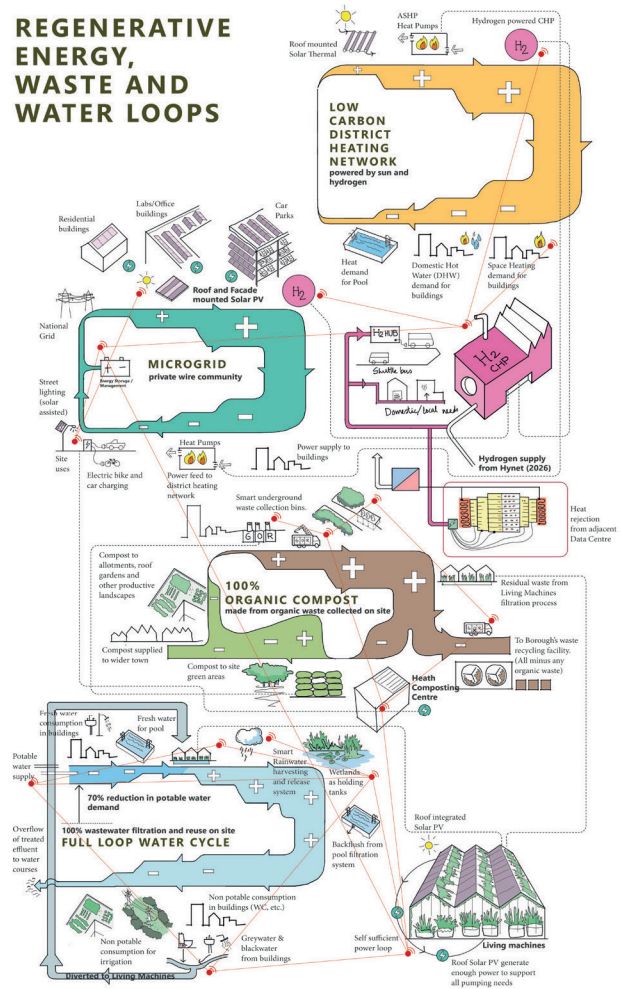 REGENERATIVE
ENERGY,
WASTE AND
WATER LOOPS
Roof mounted
Solar Thermal
ASHP
Heat Pumps
Hydrogen powered CHP
H2
LOW
CARBON
DISTRICT
HEATING
NETWORK
powered by sun and
hydrogen
Heat
demand
for Pool
Domestic Hot
Water (DHW)
demand for
buildings
Space Heating
demand for
buildings
Residential
buildings
Labs/Office
buildings
Car
Parks
Roof and Facade
mounted Solar PV
H2
National
Grid
MICROGRID
private wire community
Energy Storage /
Management
Street
lighting
(solar
assisted)
Site
uses
Electric bike and
car charging
Heat Pumps
Power feed to
district heating
network
Power supply to
buildings
H2 HUB
Shuttle bus
Domestic/local needs
H2
CHP
Hydrogen supply
from Hynet (2026)
Heat
rejection
from adjacent
Data Centre
Smart underground
waste collection bins.
G O R
Compost to
allotments, roof
gardens and
other productive
landscapes
100%
ORGANIC COMPOST
made from organic waste collected on site
Compost supplied
to wider town
Compost to site
green areas
Residual waste from
Living Machines
filtration process
To Borough's waste
recycling facility.
(All minus any
organic waste)
Heath
Composting
Centre
Fresh water
consumption
in buildings
Fresh water
for pool
Potable
water
supply
Smart
Rainwater
harvesting
and release
system
Wetlands
as holding
tanks
70% reduction in potable water
demand
100% wastewater filtration and reuse on site
FULL LOOP WATER CYCLE
Overflow
of treated
effluent
to water
courses
Backflush from
pool filtration
system
Roof integrated
Solar PV
Non potable consumption
in buildings (W.C, etc.)
Non potable
consumption for
irrigation
Greywater &
blackwater
from buildings
Diverted to Living Machines
Self sufficient
power loop
Living machines
Roof Solar PV generate
enough power to support
all pumping needs